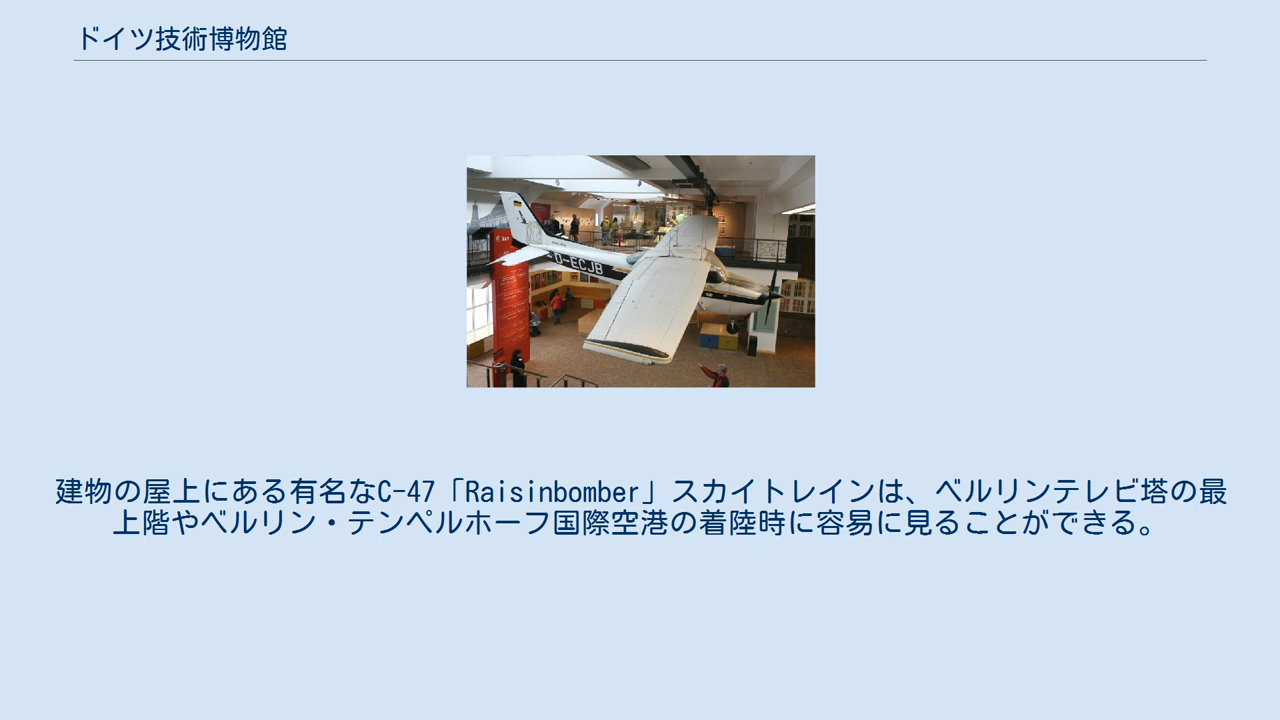 ドイツ技術博物館
D-ECJB
建物の屋上にある有名なC-47「Raisinbomber」スカイトレインは、ベルリンテレビ塔の最
上階やベルリン・テンペルホーフ国際空港の着陸時に容易に見ることができる。